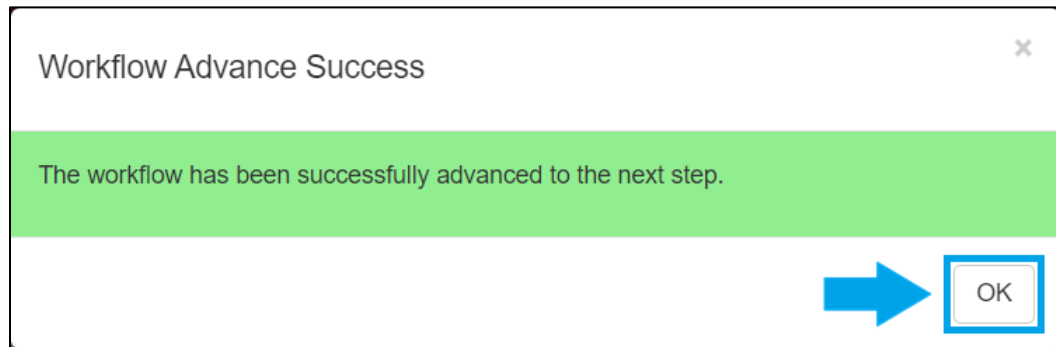 Workflow Advance Success
The workflow has been successfully advanced to the next step.
OK